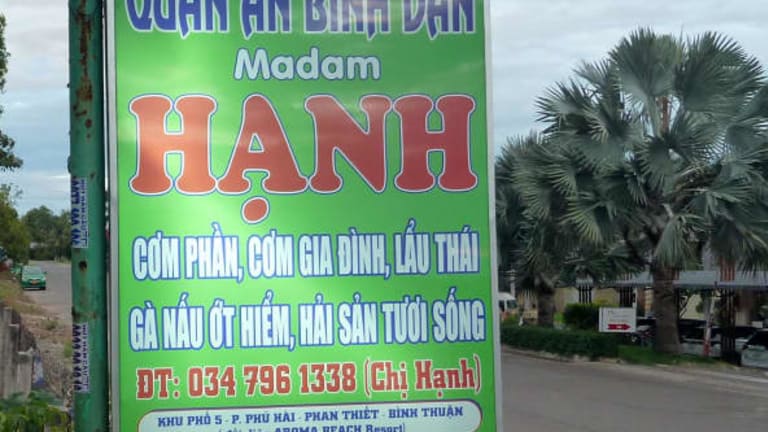 QUÁN ĂN BÌNH DÂN
Madam
HẠNH
CƠM PHẦN, CƠM GIA ĐÌNH, LẨU THÁI
GÀ NẤU ỚT HIỂM, HẢI SẢN TƯƠI SỐNG
ĐT: 034 796 1338 (Chị Hạnh)
KHU PHỐ 5 - P. PHÚ HÀI - PHAN THIẾT - BÌNH THUẬN
AROMA BEACH Resort)